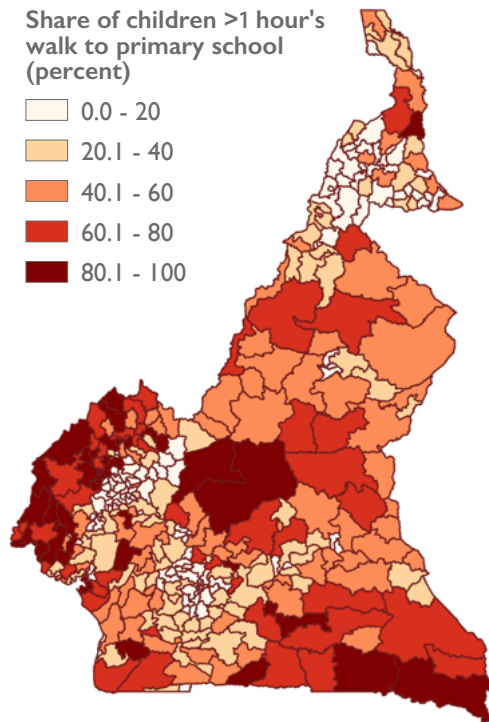 Share of children >1 hour's
walk to primary school
(percent)
0.0 - 20
20.1 - 40
40.1 - 60
60.1 - 80
80.1 - 100